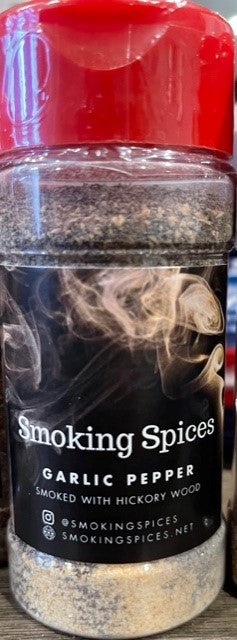 Smoking Spices
GARLIC PEPPER
SMOKED WITH HICKORY WOOD
@SMOKINGSPICES
SMOKINGSPICES.NET